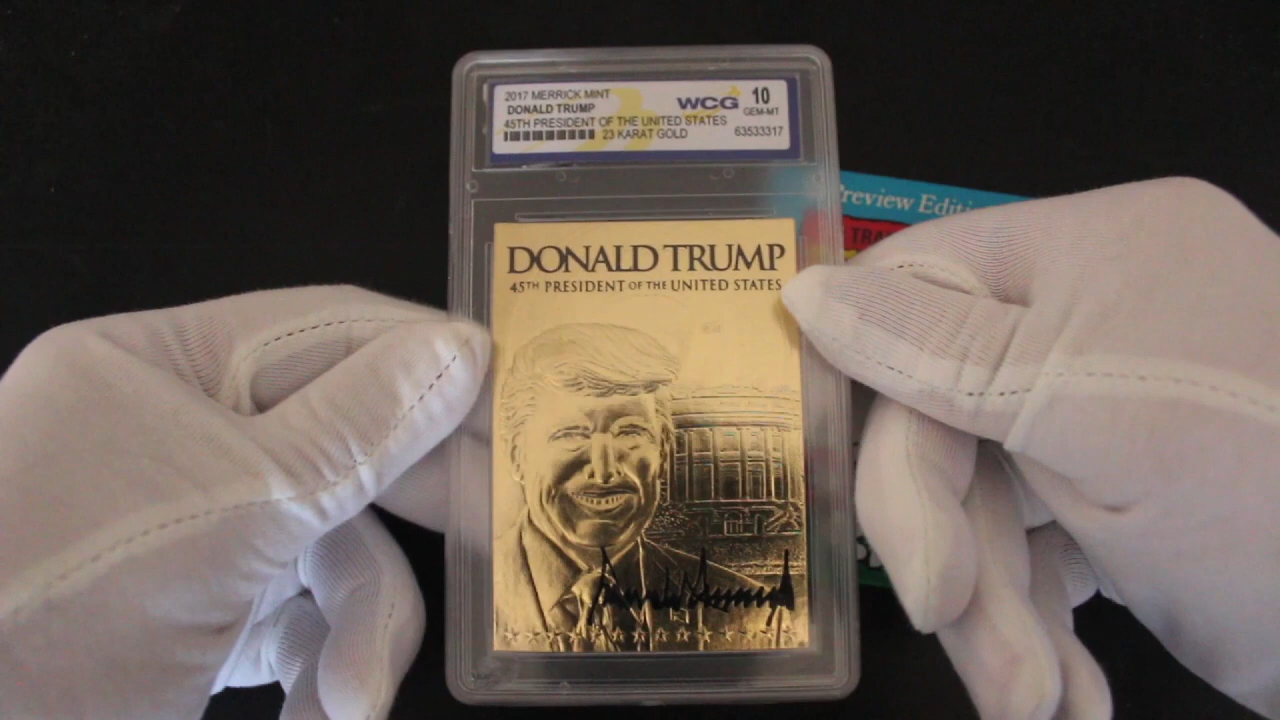 2017 MERRICK MINT
DONALD TRUMP
45TH PRESIDENT OF THE UNITED STATES
23 KARAT GOLD
WCG 10
GEM-MT
63533317
Preview
DONALD TRUMP
45TH PRESIDENT OF THE UNITED STATES